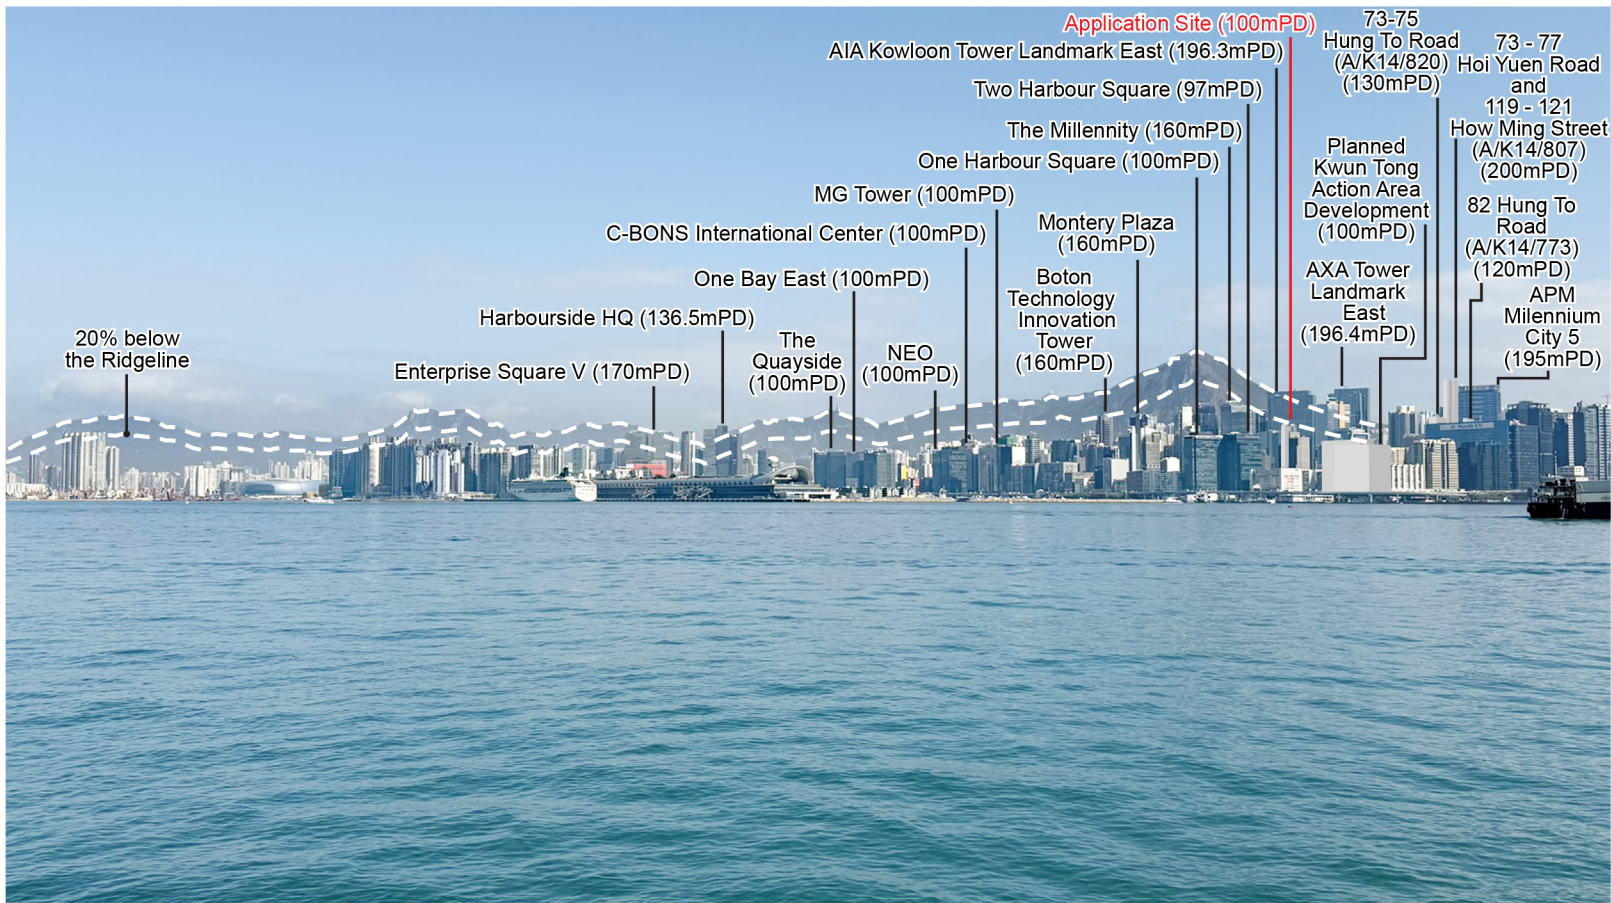 Application Site (100mPD)
AIA Kowloon Tower Landmark East (196.3mPD)
Two Harbour Square (97mPD)
The Millennity (160mPD)
One Harbour Square (100mPD)
MG Tower (100mPD)
C-BONS International Center (100mPD)
One Bay East (100mPD)
Harbourside HQ (136.5mPD)
Enterprise Square V (170mPD)
20% below
the Ridgeline
The
Quayside
(100mPD)
NEO
(100mPD)
Boton
Technology
Innovation
Tower
(160mPD)
Montery Plaza
(160mPD)
73-75
Hung To Road
(A/K14/820)
(130mPD)
73 - 77
Hoi Yuen Road
and
119 - 121
How Ming Street
(A/K14/807)
(200mPD)
Planned
Kwun Tong
Action Area
Development
(100mPD)
82 Hung To
Road
(A/K14/773)
(120mPD)
AXA Tower
Landmark
East
(196.4mPD)
APM
Milennium
City 5
(195mPD)